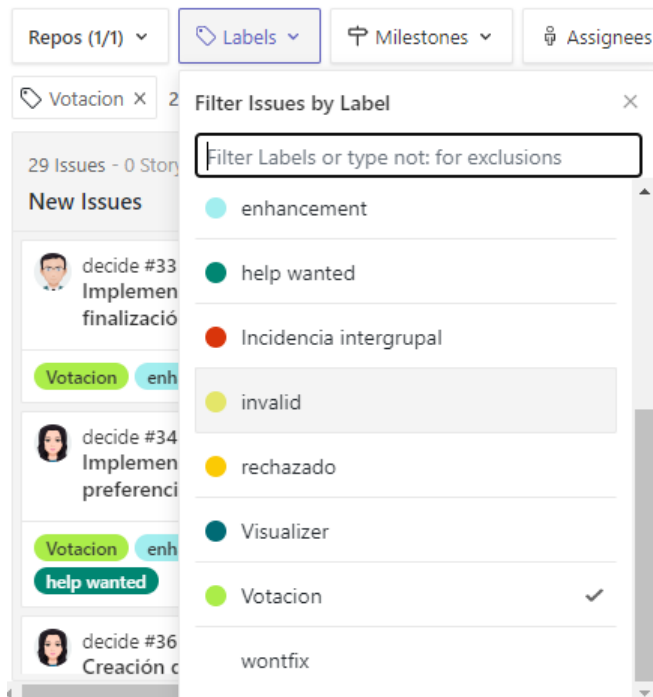 Repos (1/1)
Labels
Milestones
Assignees
Votacion × 2
Filter Issues by Label ×
Filter Labels or type not: for exclusions
29 Issues - 0 Story
New Issues
decide #33
Implemen
finalizació
Votacion enh
decide #34
Implemen
preferenci
Votacion enh
help wanted
decide #36
Creación
enhancement
help wanted
Incidencia intergrupal
invalid
rechazado
Visualizer
Votacion
wontfix